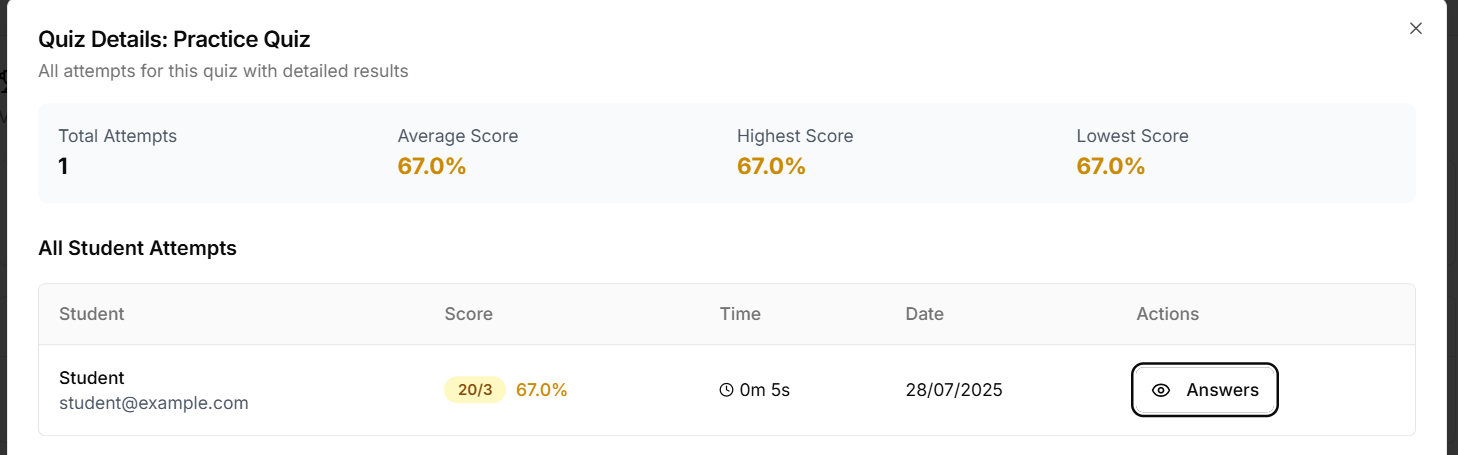 Quiz Details: Practice Quiz
All attempts for this quiz with detailed results
Total Attempts Average Score Highest Score Lowest Score
1 67.0% 67.0% 67.0%
All Student Attempts
Student Score Time Date Actions
Student
student@example.com
20/3 67.0% 0m 5s 28/07/2025 Answers